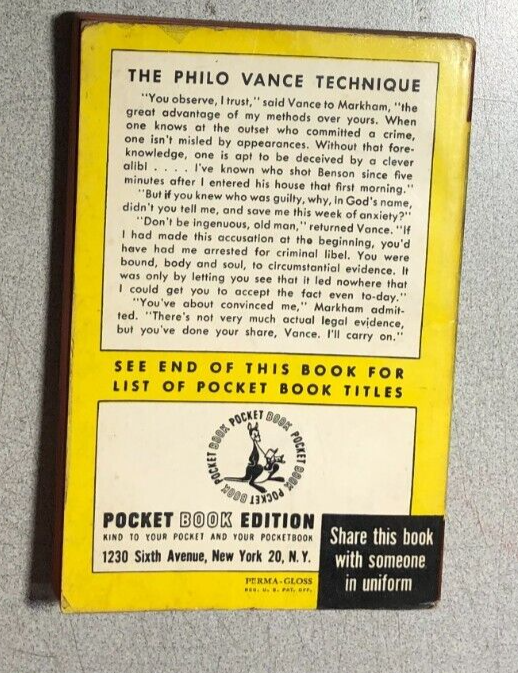 THE PHILO VANCE TECHNIQUE
"You observe, I trust," said Vance to Markham, "the
great advantage of my methods over yours. When
one knows at the outset who committed a crime,
one isn't misled by appearances. Without that fore-
knowledge, one is apt to be deceived by a clever
alibi . . . . I've known who shot Benson since five
minutes after I entered his house that first morning."
"But if you knew who was guilty, why, in God's name,
didn't you tell me, and save me this week of anxiety?"
"Don't be ingenuous, old man," returned Vance. "If
I had made this accusation at the beginning, you'd
have had me arrested for criminal libel. You were
bound, body and soul, to circumstantial evidence. It
was only by letting you see that it led nowhere that
I could get you to accept the fact even to-day."
"You've about convinced me," Markham admit-
ted. "There's not very much actual legal evidence,
but you've done your share, Vance. I'll carry on."
SEE END OF THIS BOOK FOR
LIST OF POCKET BOOK TITLES
POCKET BOOK POCKET BOOK POCKET BOOK POCKET BOOK
POCKET BOOK EDITION
KIND TO YOUR POCKET AND YOUR POCKETBOOK
1230 Sixth Avenue, New York 20, N. Y.
Share this book
with someone
in uniform
PERMA-GLOSS
REG. U. S. PAT. OFF.